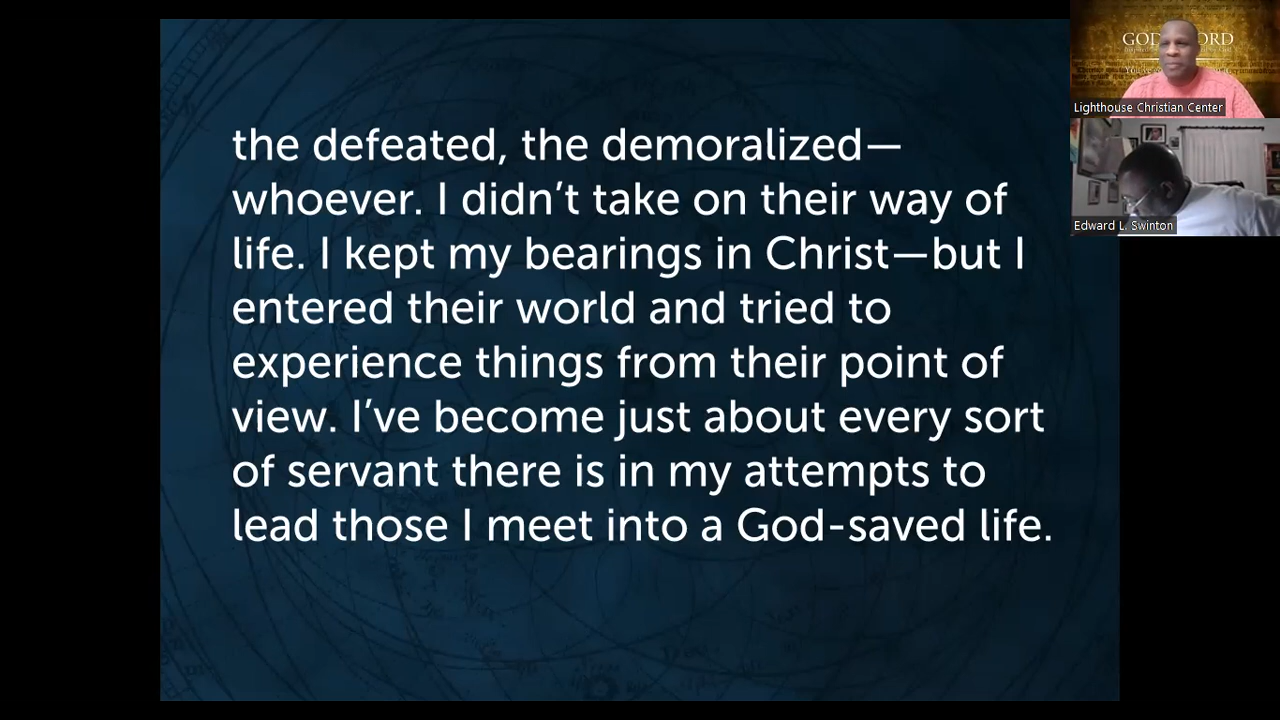 the defeated, the demoralized—
whoever. I didn’t take on their way of
life. I kept my bearings in Christ—but I
entered their world and tried to
experience things from their point of
view. I’ve become just about every sort
of servant there is in my attempts to
lead those I meet into a God-saved life.
GOD ORD
Lighthouse Christian Center
Edward L. Swinton